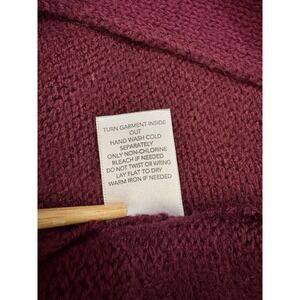 TURN GARMENT INSIDE
OUT
HAND WASH COLD
SEPARATELY
ONLY NON-CHLORINE
BLEACH IF NEEDED
DO NOT TWIST OR WRING
LAY FLAT TO DRY
WARM IRON IF NEEDED